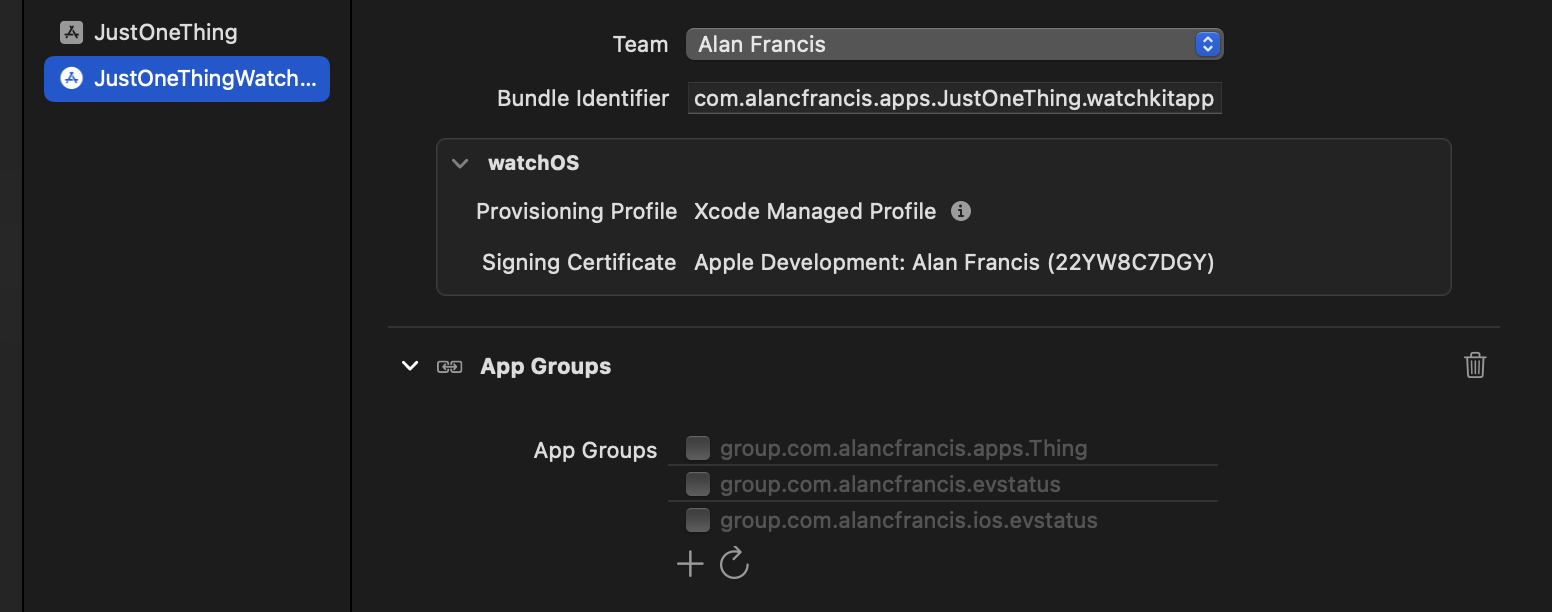 JustOneThing
JustOneThingWatch...
Team Alan Francis
Bundle Identifier com.alancfrancis.apps.JustOneThing.watchkitapp
watchOS
Provisioning Profile Xcode Managed Profile
Signing Certificate Apple Development: Alan Francis (22YW8C7DGY)
App Groups
App Groups group.com.alancfrancis.apps.Thing
group.com.alancfrancis.evstatus
group.com.alancfrancis.ios.evstatus